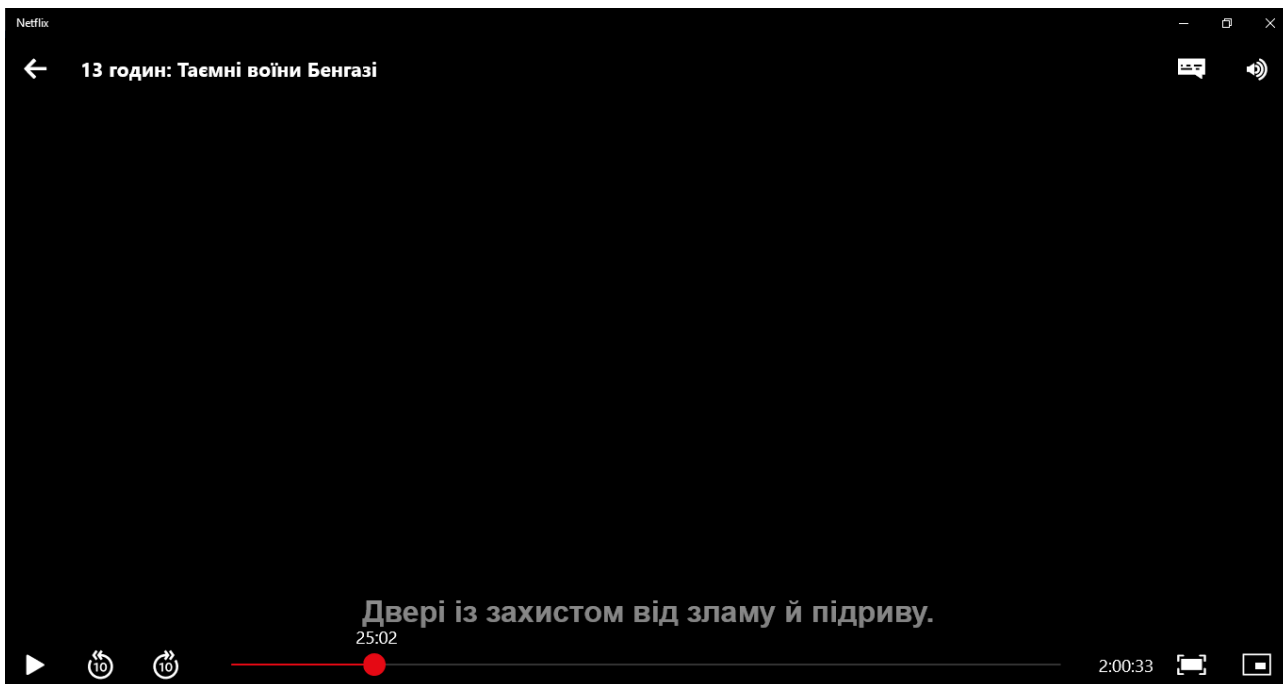 Netflix
13 годин: Таємні воїни Бенгазі
Двері із захистом від зламу й підриву.
25:02
10 10 2:00:33